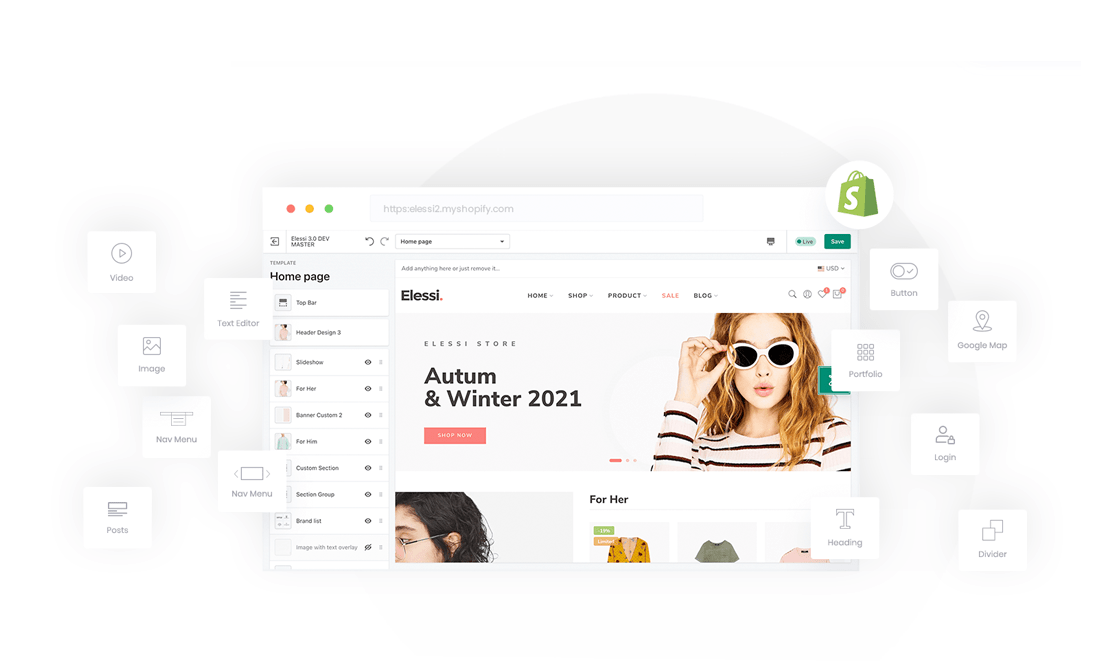 https:elessi2.myshopify.com
Elessi 3.0 DEV
MASTER
Home page
Live
Save
TEMPLATE
Home page
Top Bar
Header Design 3
Slideshow
For Her
Banner Custom 2
For Him
Custom Section
Section Group
Brand list
Image with text overlay
Add anything here or just remove it...
USD
Elessi.
HOME
SHOP
PRODUCT
SALE
BLOG
ELESSI STORE
Autum
& Winter 2021
SHOP NOW
For Her
-19%
Video
Text Editor
Image
Nav Menu
Nav Menu
Posts
Button
Google Map
Portfolio
Login
Heading
Divider